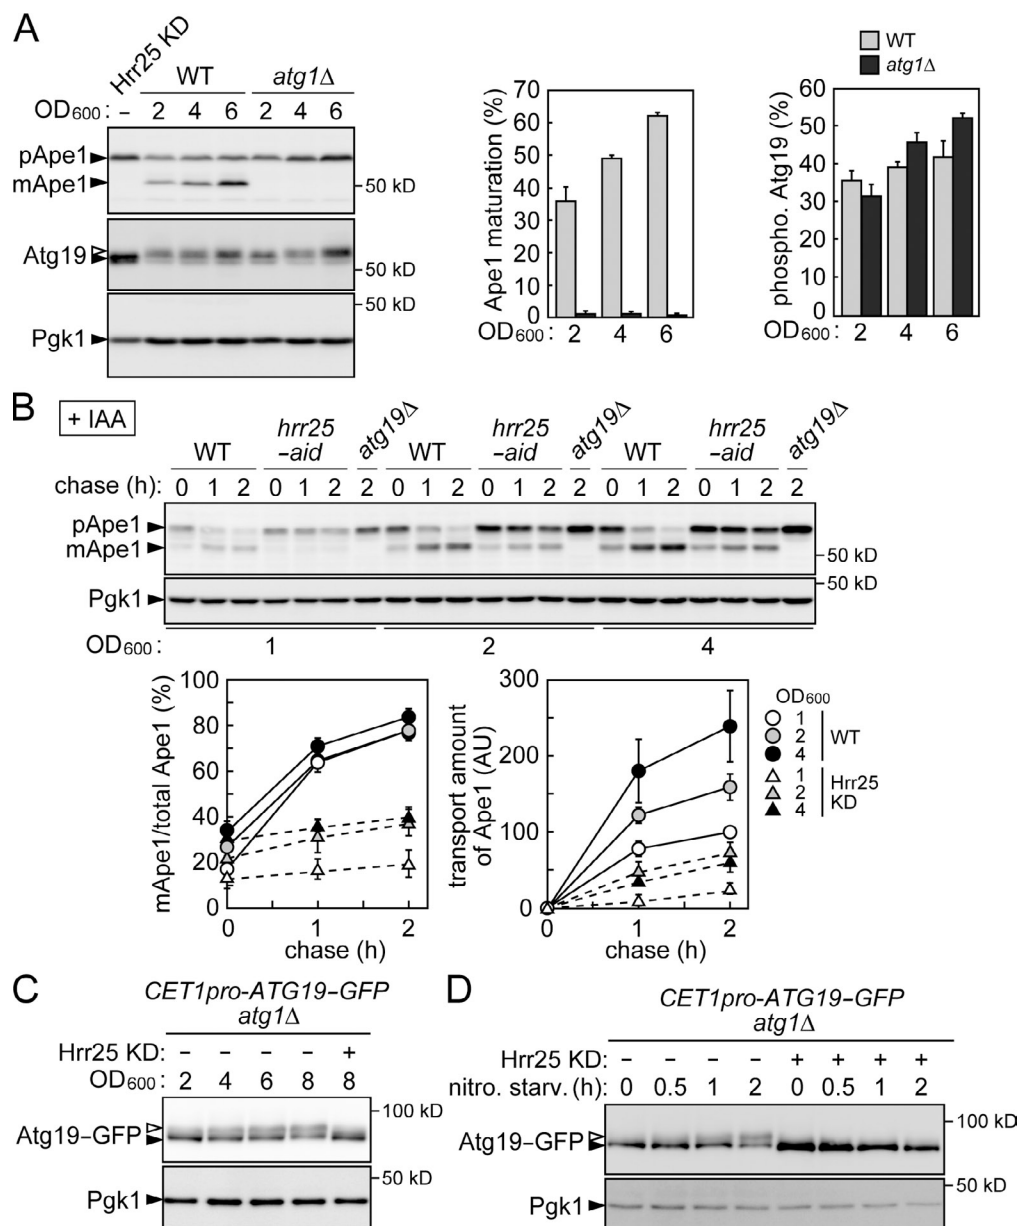 A
Hrr25 KD
WT
atg1Δ
OD600 : – 2 4 6 2 4 6
pApe1
mApe1
50 kD
Atg19
50 kD
50 kD
Pgk1
Ape1 maturation (%)
70
60
50
40
30
20
10
0
OD600 : 2 4 6
WT
atg1Δ
phospho. Atg19 (%)
60
50
40
30
20
10
0
OD600 : 2 4 6
B
+ IAA
WT
hrr25 –aid
atg19Δ
WT
hrr25 –aid
atg19Δ
WT
hrr25 –aid
atg19Δ
chase (h): 0 1 2 0 1 2 2 0 1 2 0 1 2 2 0 1 2 0 1 2 2
pApe1
mApe1
50 kD
50 kD
Pgk1
OD600 : 1 2 4
mApe1/total Ape1 (%)
100
80
60
40
20
0
0 1 2
chase (h)
transport amount
of Ape1 (AU)
300
200
100
0
0 1 2
chase (h)
OD600
1
2
4
WT
1
2
4
Hrr25
KD
C
CET1pro-ATG19–GFP
atg1Δ
Hrr25 KD: – – – – +
OD600 : 2 4 6 8 8
100 kD
Atg19–GFP
50 kD
Pgk1
D
CET1pro-ATG19–GFP
atg1Δ
Hrr25 KD: – – – – + + + +
nitro. starv. (h) 0 0.5 1 2 0 0.5 1 2
100 kD
Atg19–GFP
50 kD
Pgk1